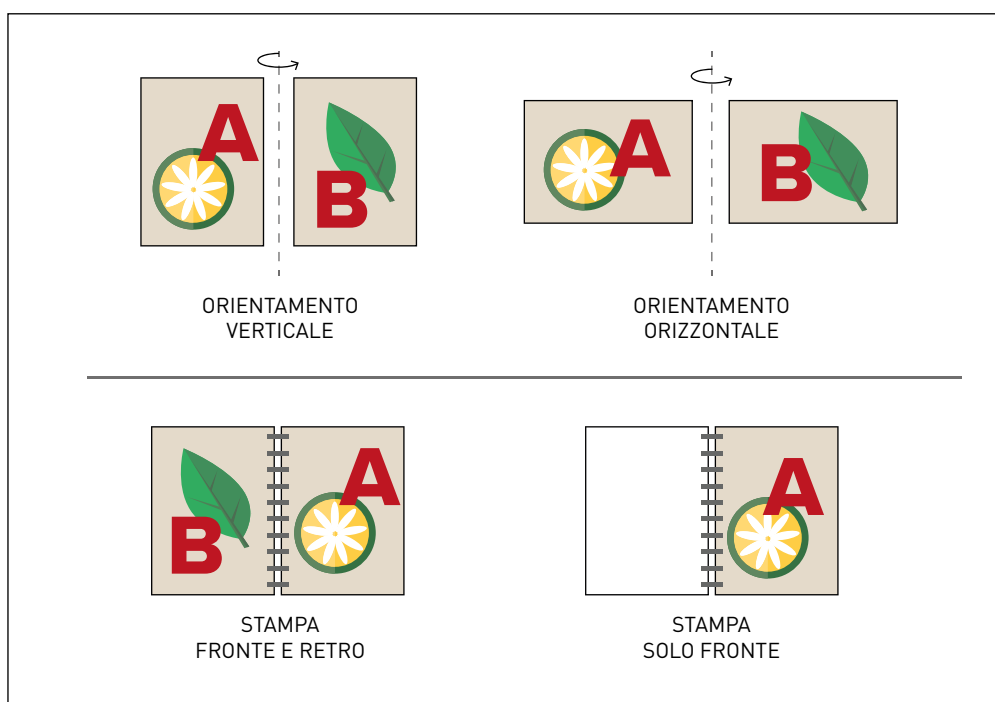 A
B
A
B
ORIENTAMENTO
VERTICALE
ORIENTAMENTO
ORIZZONTALE
B
A
A
STAMPA
FRONTE E RETRO
STAMPA
SOLO FRONTE